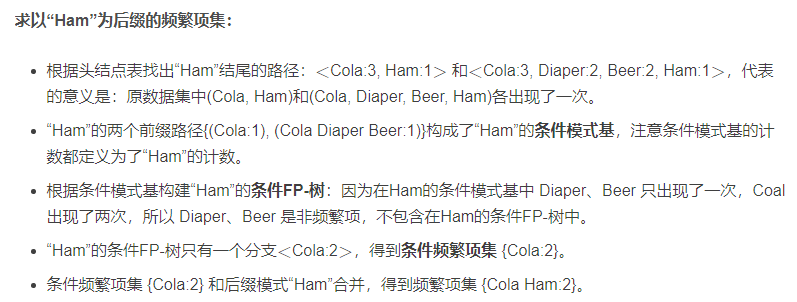 求以“Ham”为后缀的频繁项集：
• 根据头结点表找出“Ham”结尾的路径：<Cola:3, Ham:1> 和<Cola:3, Diaper:2, Beer:2, Ham:1>，代表
的意义是：原数据集中(Cola, Ham)和(Cola, Diaper, Beer, Ham)各出现了一次。
• “Ham”的两个前缀路径{(Cola:1), (Cola Diaper Beer:1)}构成了“Ham”的条件模式基，注意条件模式基的计
数都定义为了“Ham”的计数。
• 根据条件模式基构建“Ham”的条件FP-树：因为在Ham的条件模式基中 Diaper、Beer 只出现了一次，Coal
出现了两次，所以 Diaper、Beer 是非频繁项，不包含在Ham的条件FP-树中。
• “Ham”的条件FP-树只有一个分支<Cola:2>，得到条件频繁项集 {Cola:2}。
• 条件频繁项集 {Cola:2} 和后缀模式“Ham”合并，得到频繁项集 {Cola Ham:2}。